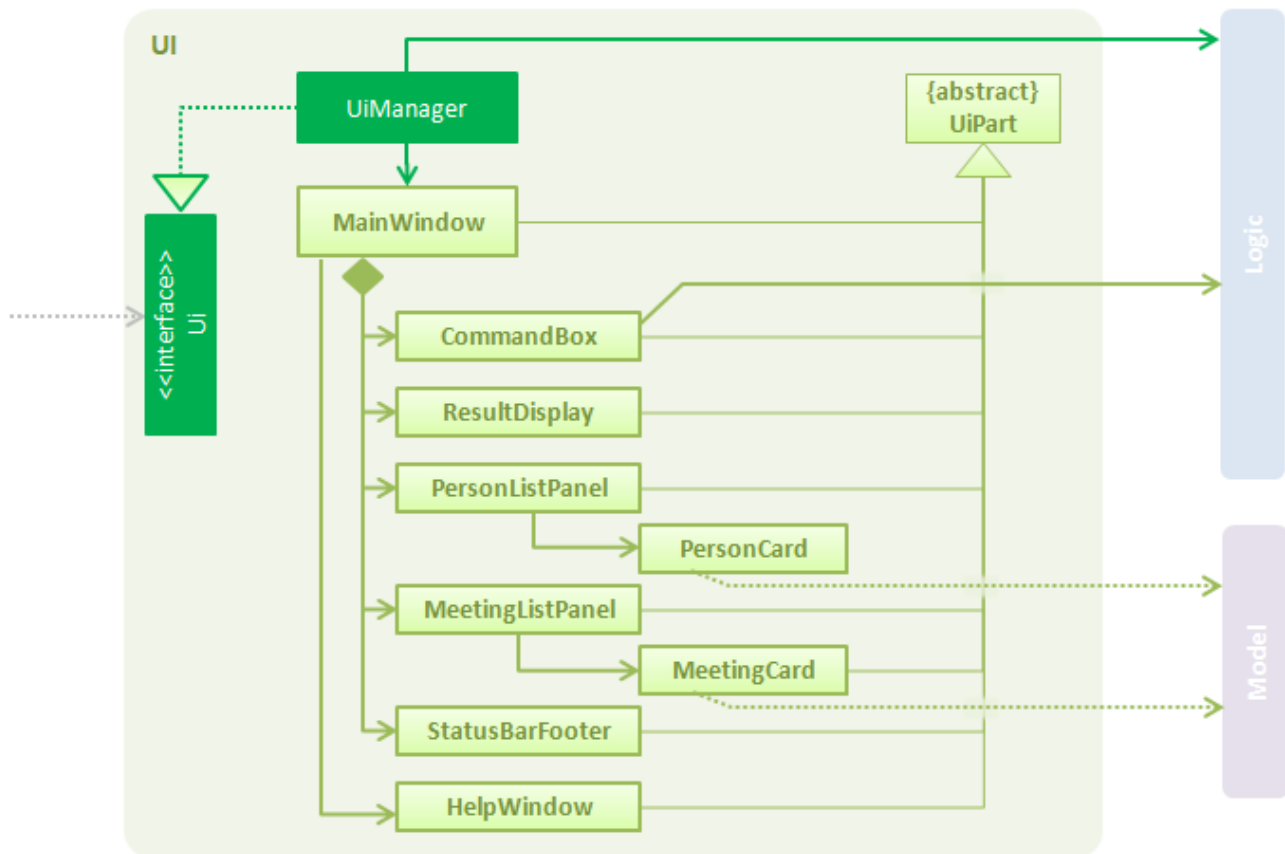 UI
UiManager
{abstract}
UiPart
MainWindow
<<interface>>
Ui
Logic
CommandBox
ResultDisplay
PersonListPanel
PersonCard
MeetingListPanel
MeetingCard
Model
StatusBarFooter
HelpWindow